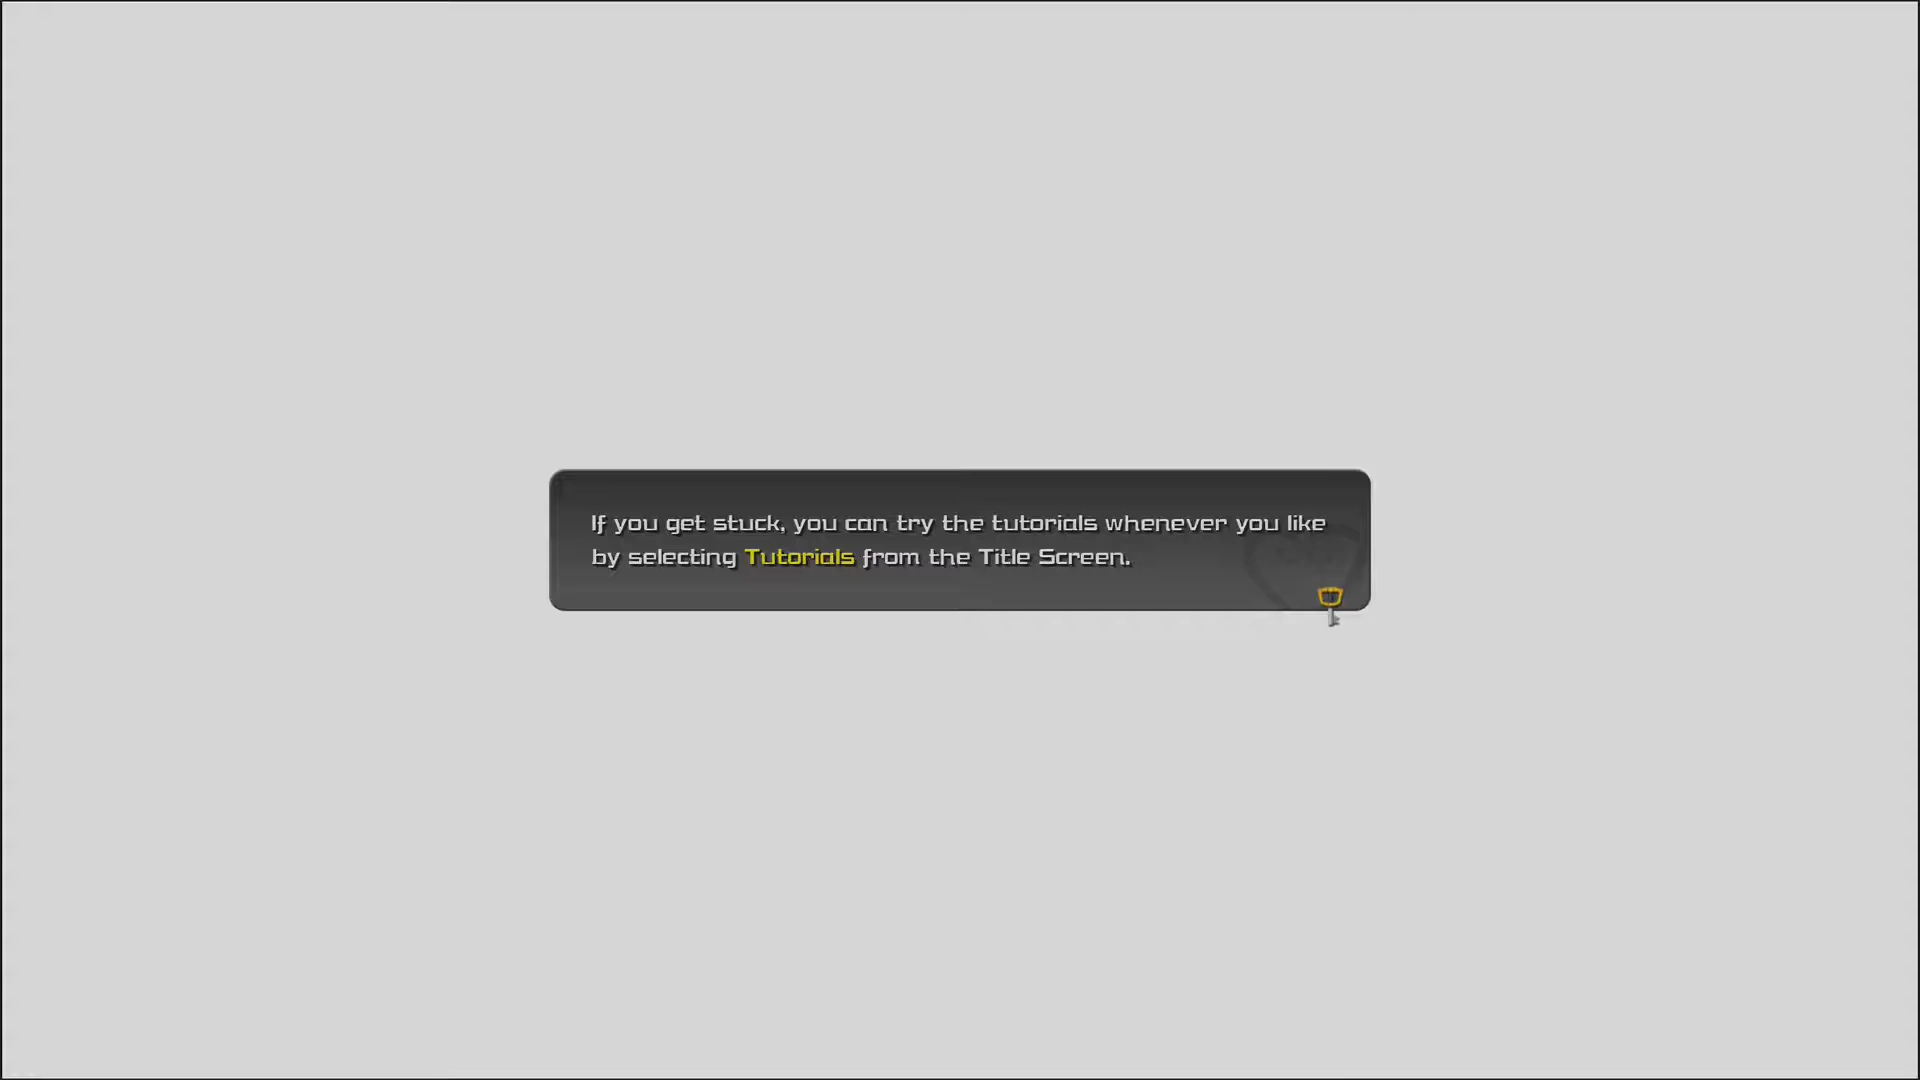 If you get stuck, you can try the tutorials whenever you like
by selecting Tutorials from the Title Screen.